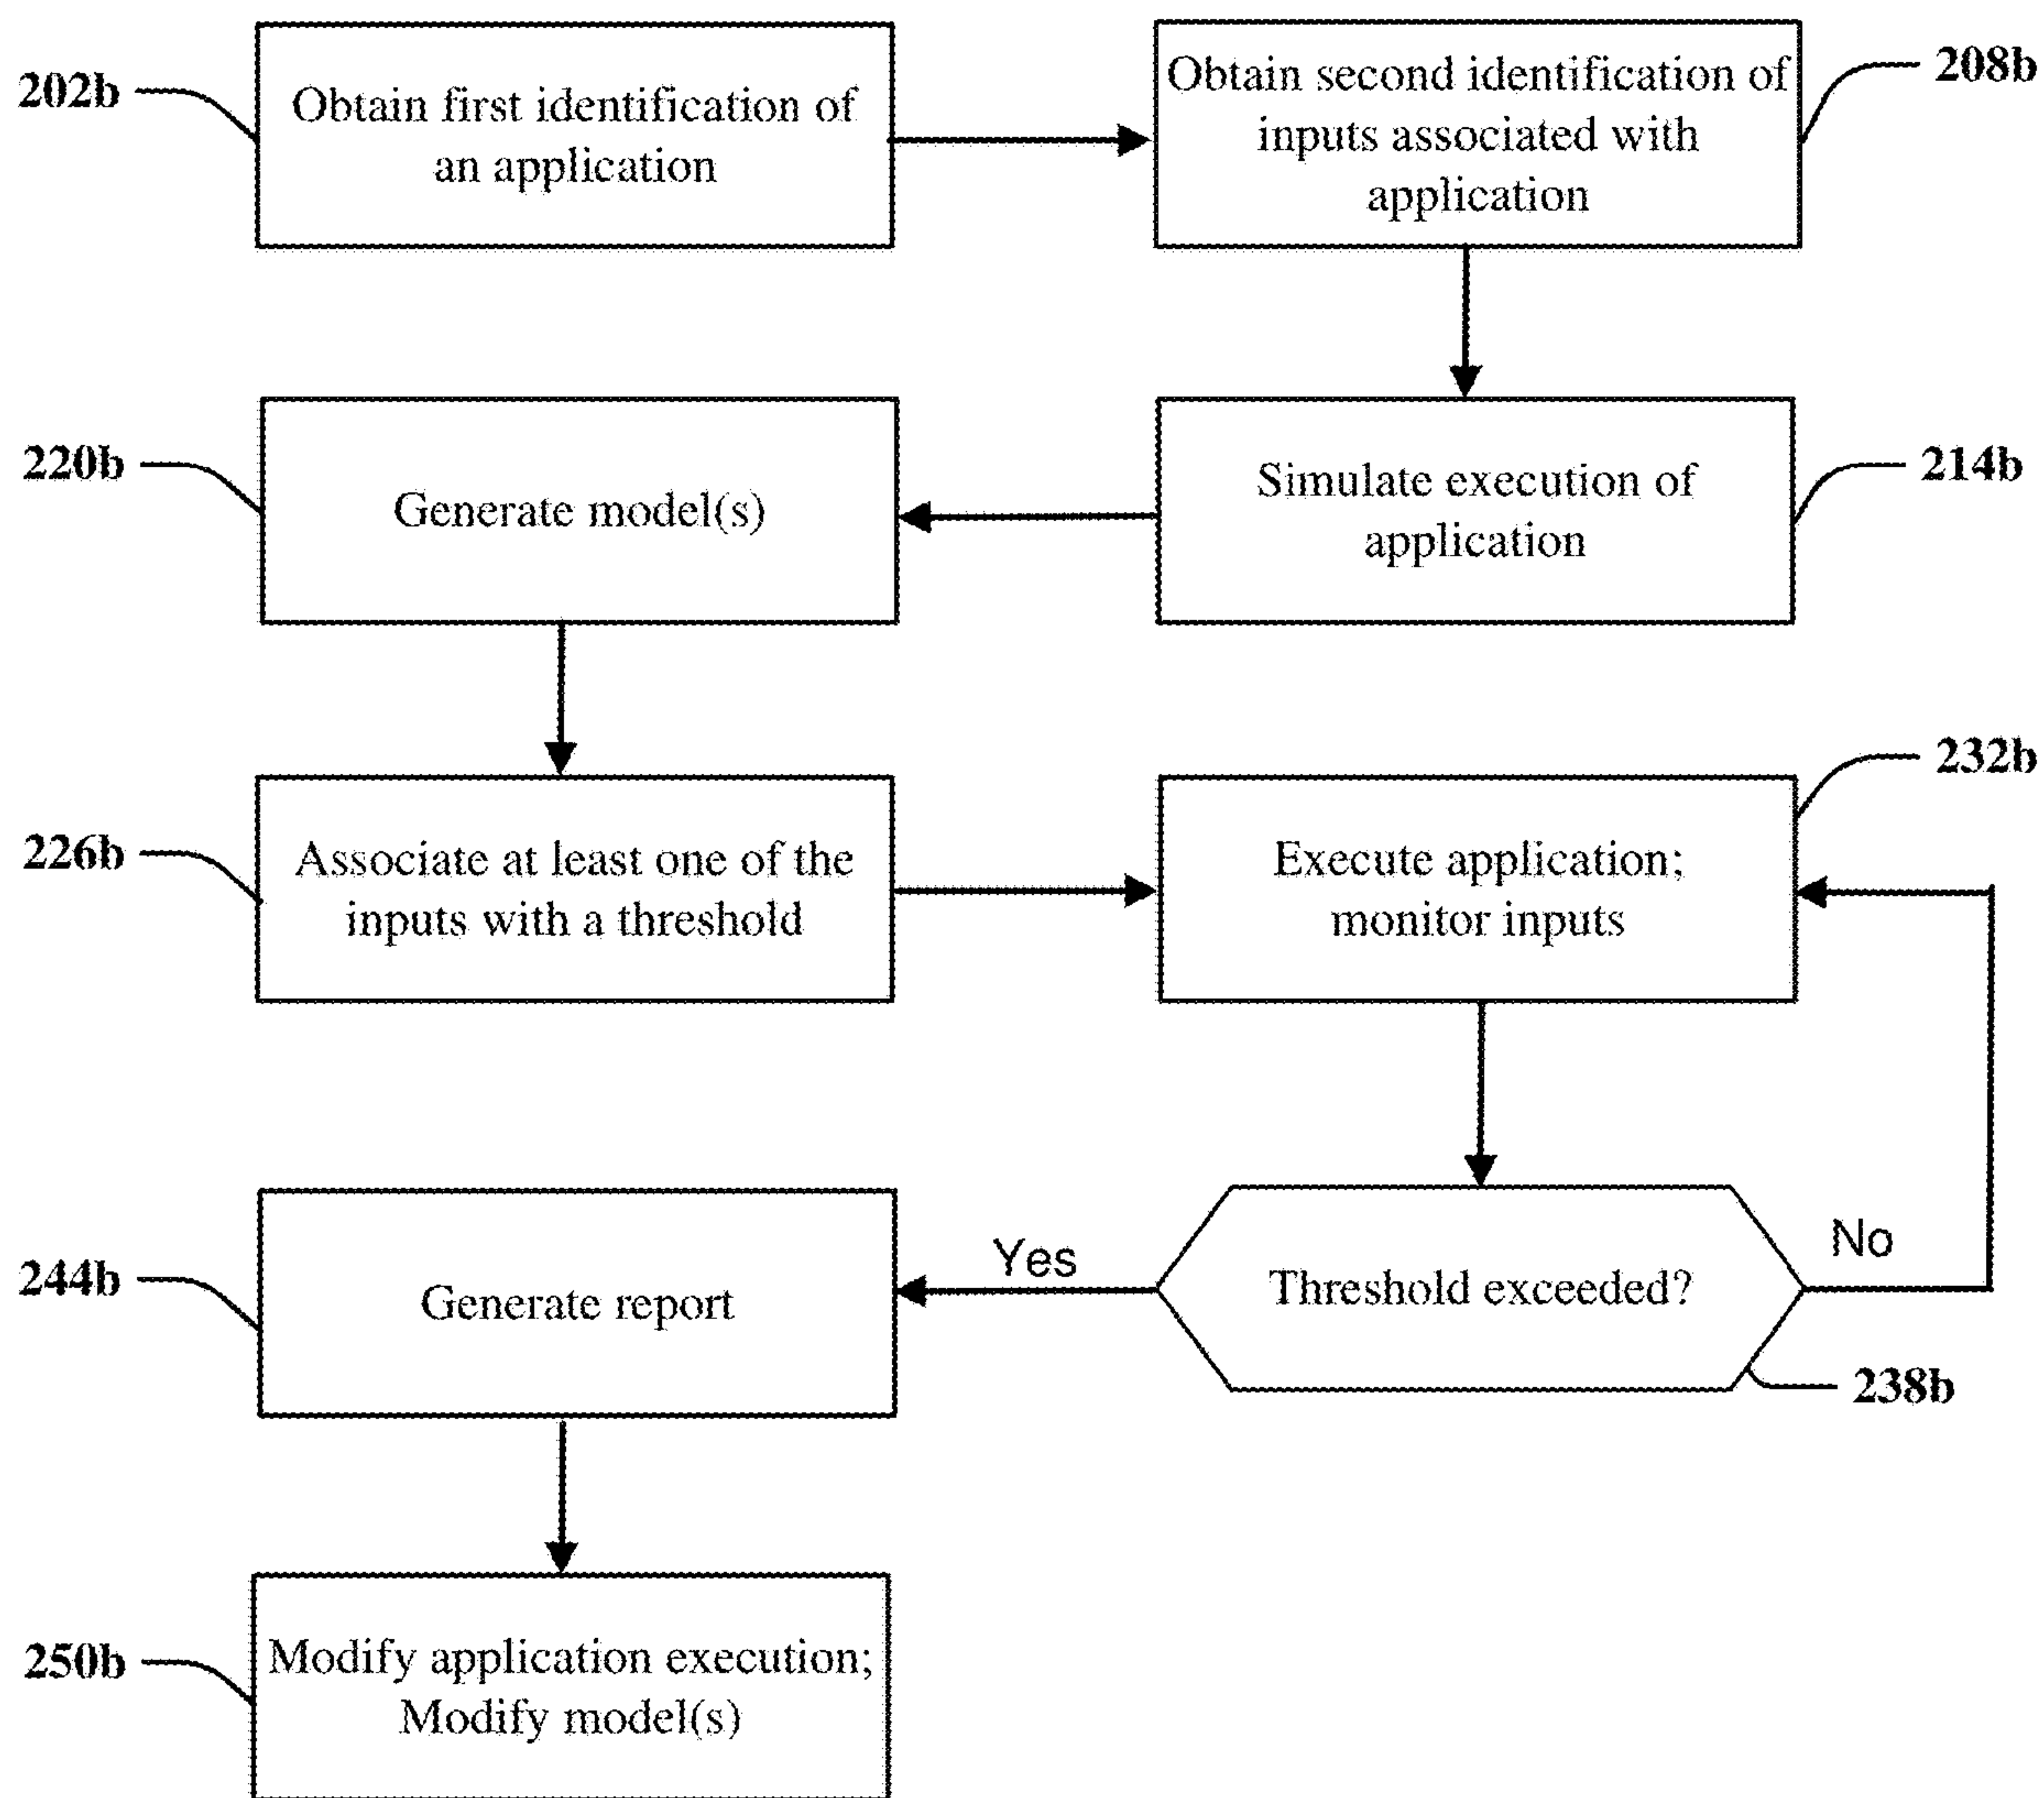 202b
Obtain first identification of
an application
Obtain second identification of
inputs associated with
application
208b
220b
Generate model(s)
Simulate execution of
application
214b
226b
Associate at least one of the
inputs with a threshold
Execute application;
monitor inputs
232b
244b
Generate report
Yes
Threshold exceeded?
No
238b
250b
Modify application execution;
Modify model(s)